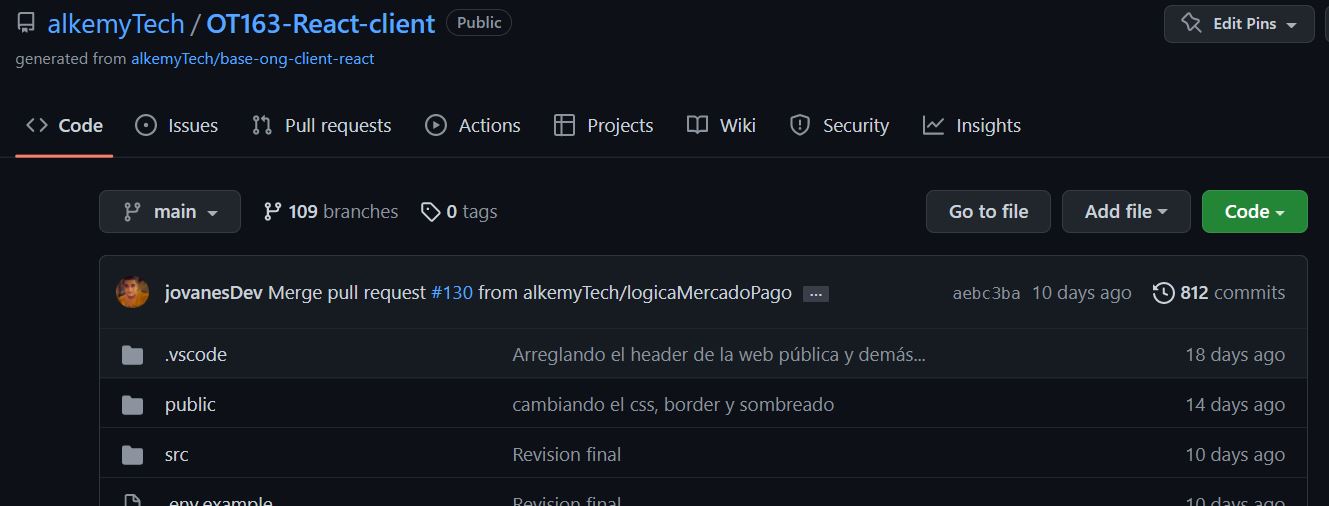 alkemyTech / OT163-React-client Public
Edit Pins
generated from alkemyTech/base-ong-client-react
Code Issues Pull requests Actions Projects Wiki Security Insights
main 109 branches 0 tags Go to file Add file Code
jovanesDev Merge pull request #130 from alkemyTech/logicaMercadoPago ... aebc3ba 10 days ago 812 commits
.vscode Arreglando el header de la web pública y demás... 18 days ago
public cambiando el css, border y sombreado 14 days ago
src Revision final 10 days ago
.env.example Revision final 10 days ago